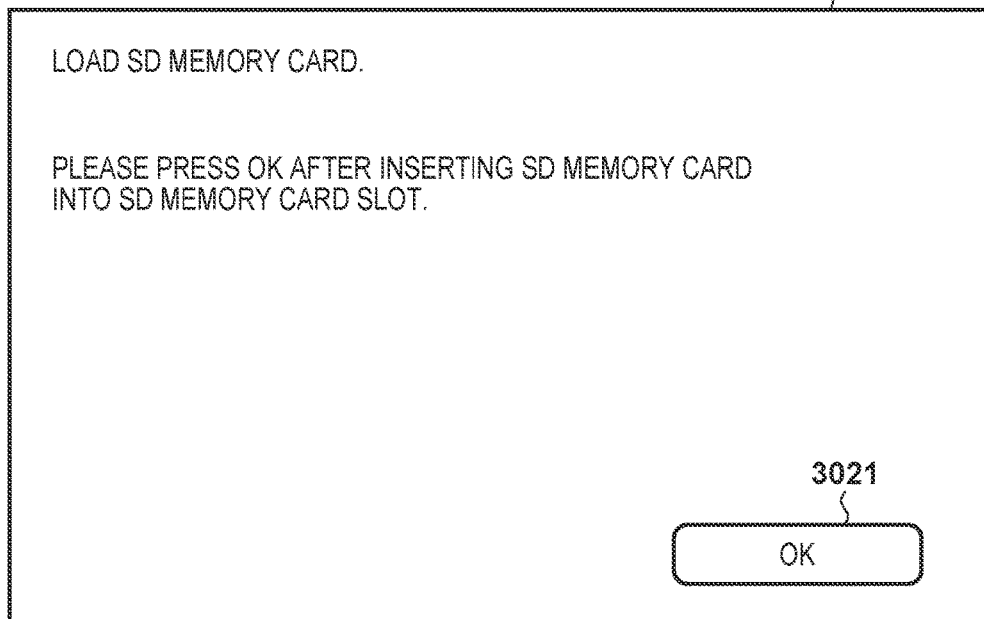 LOAD SD MEMORY CARD.
PLEASE PRESS OK AFTER INSERTING SD MEMORY CARD
INTO SD MEMORY CARD SLOT.
3021
OK